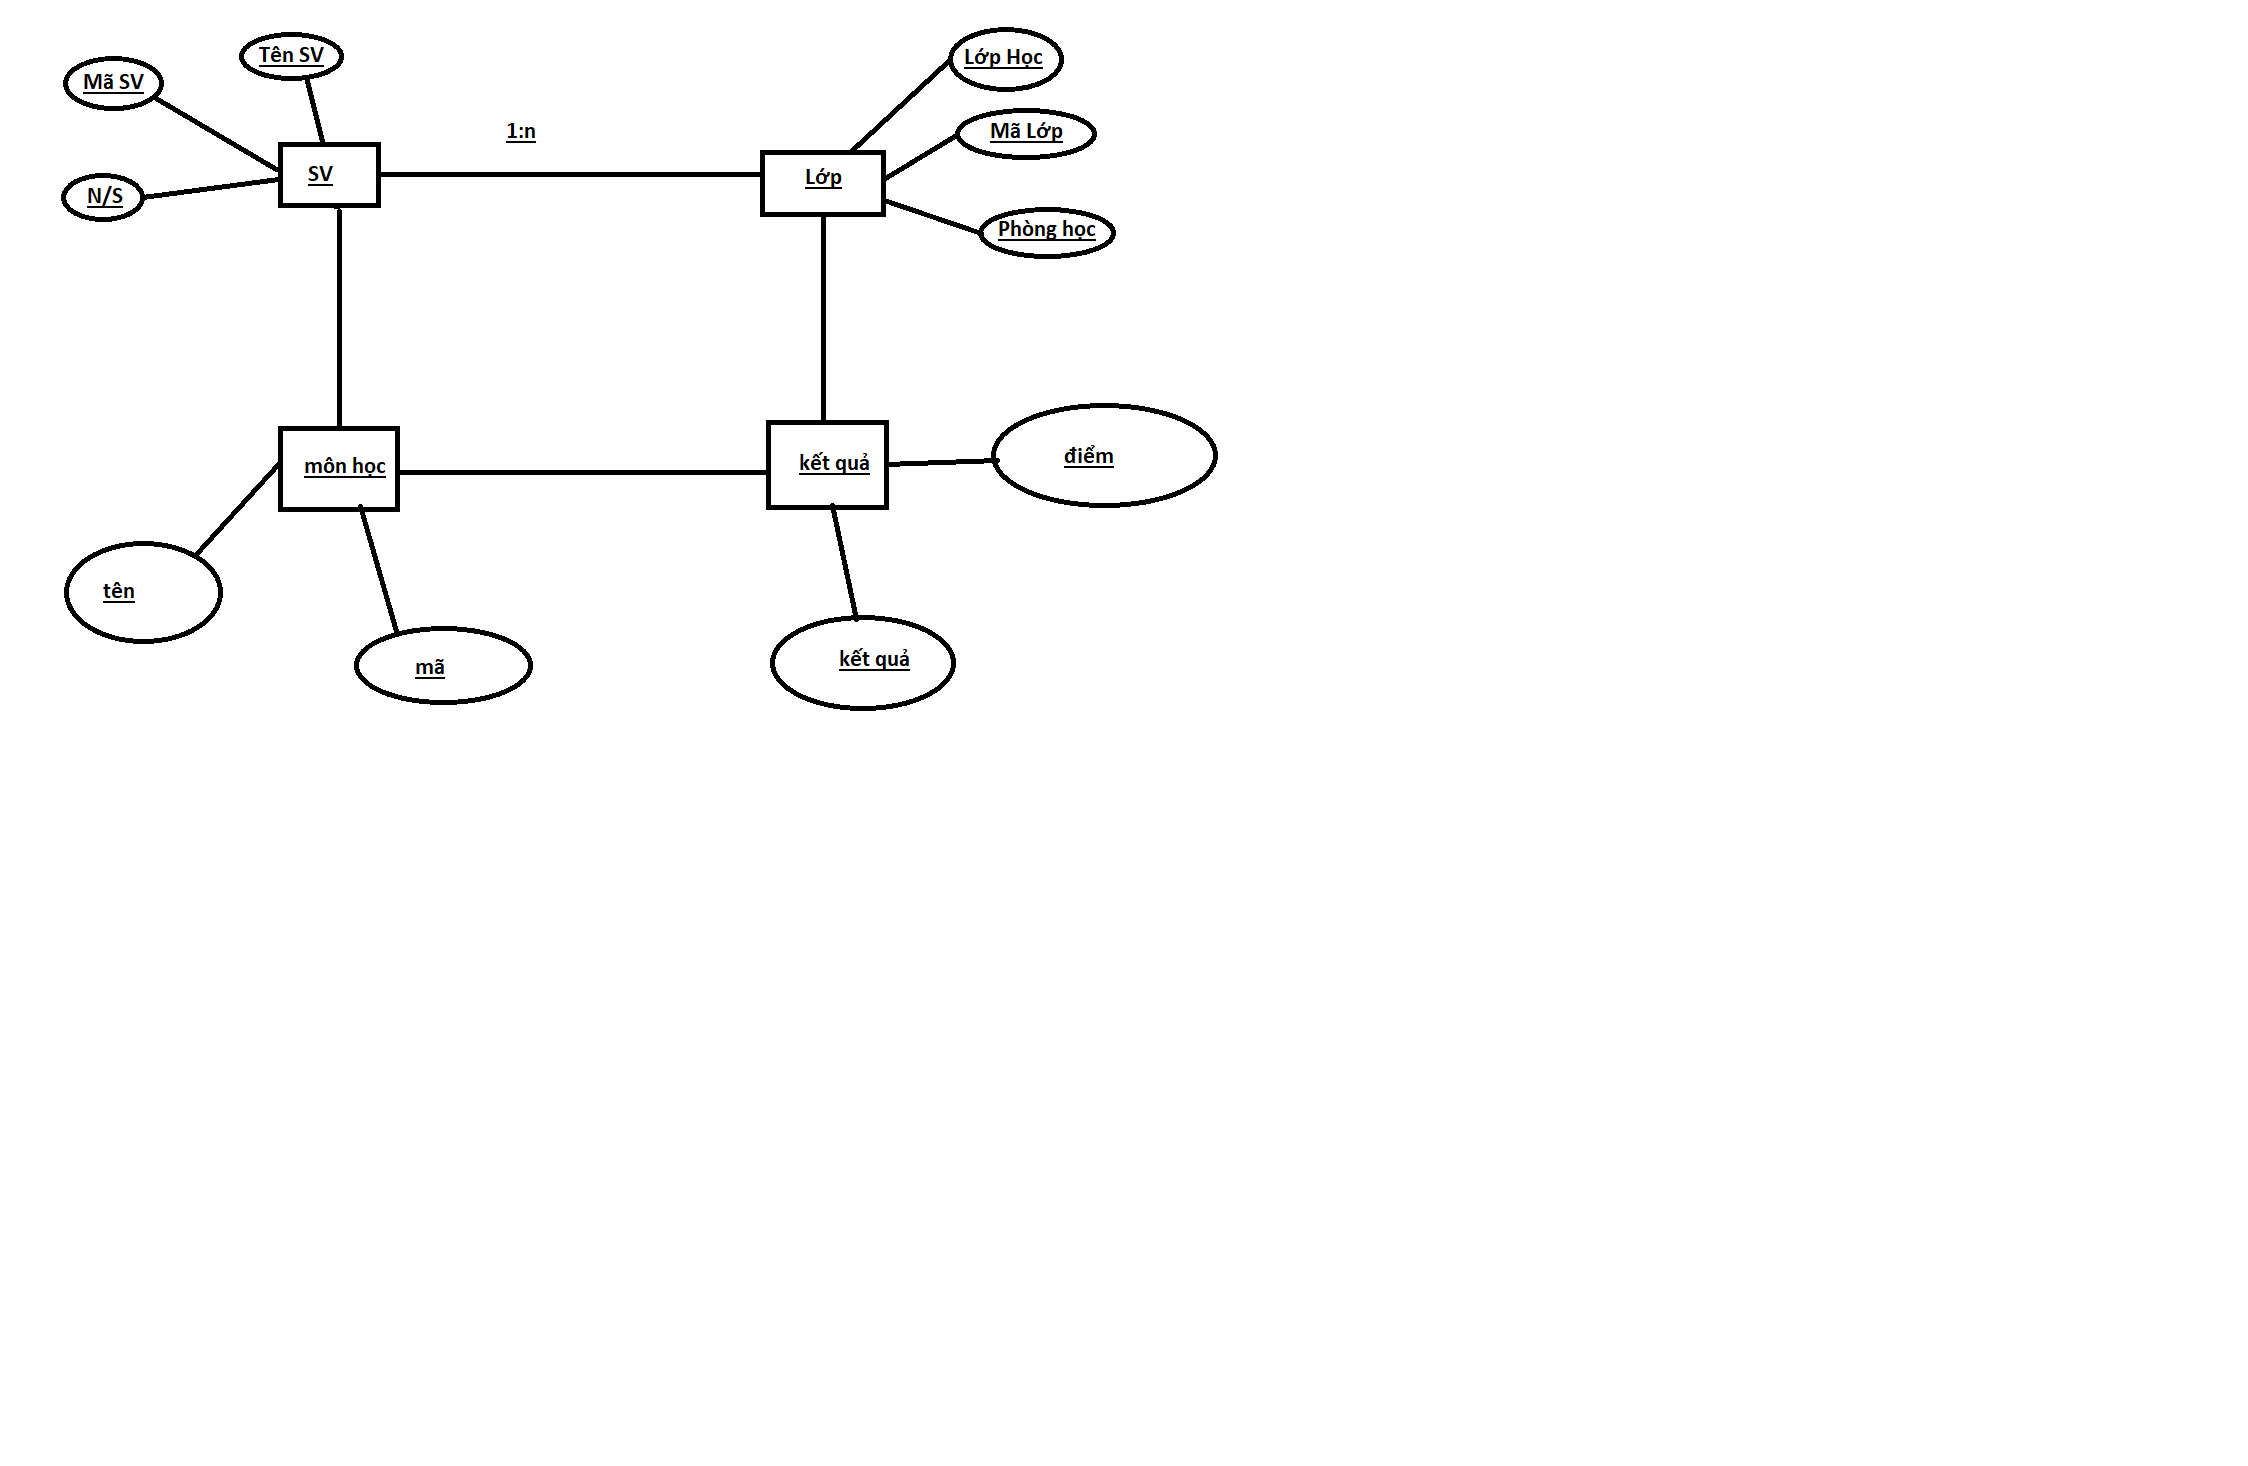 Tên SV
Lớp Học
Mã SV
1:n
Mã Lớp
SV
Lớp
N/S
Phòng học
môn học
kết quả
điểm
tên
mã
kết quả